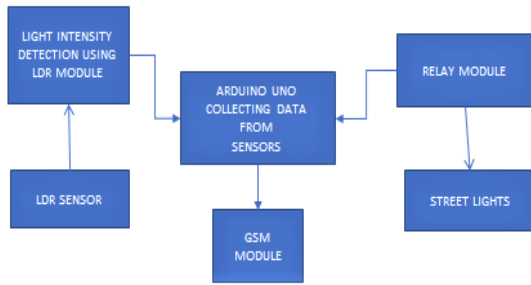 LIGHT INTENSITY
DETECTION USING
LDR MODULE
ARDUINO UNO
COLLECTING DATA
FROM
SENSORS
RELAY MODULE
LDR SENSOR
STREET LIGHTS
GSM
MODULE